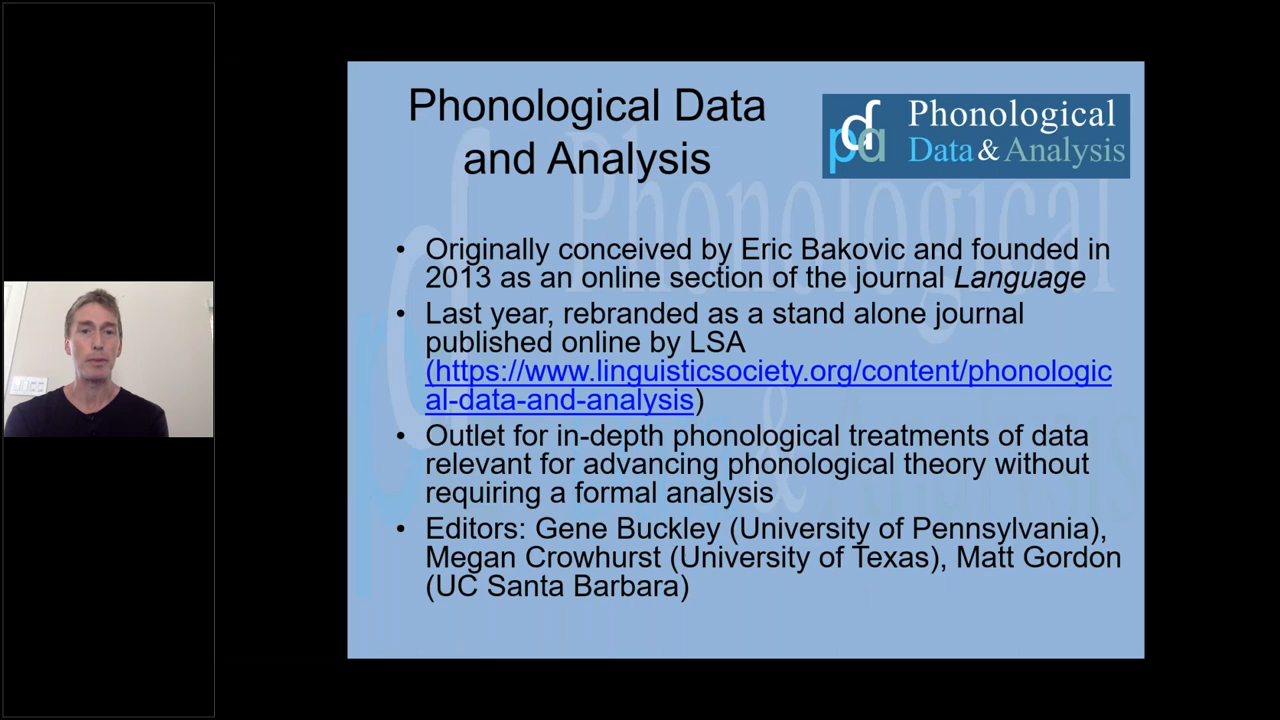 Phonological Data
and Analysis
pda
Phonological
Data & Analysis
• Originally conceived by Eric Bakovic and founded in
2013 as an online section of the journal Language
• Last year, rebranded as a stand alone journal
published online by LSA
(https://www.linguisticsociety.org/content/phonologic
al-data-and-analysis)
• Outlet for in-depth phonological treatments of data
relevant for advancing phonological theory without
requiring a formal analysis
• Editors: Gene Buckley (University of Pennsylvania),
Megan Crowhurst (University of Texas), Matt Gordon
(UC Santa Barbara)